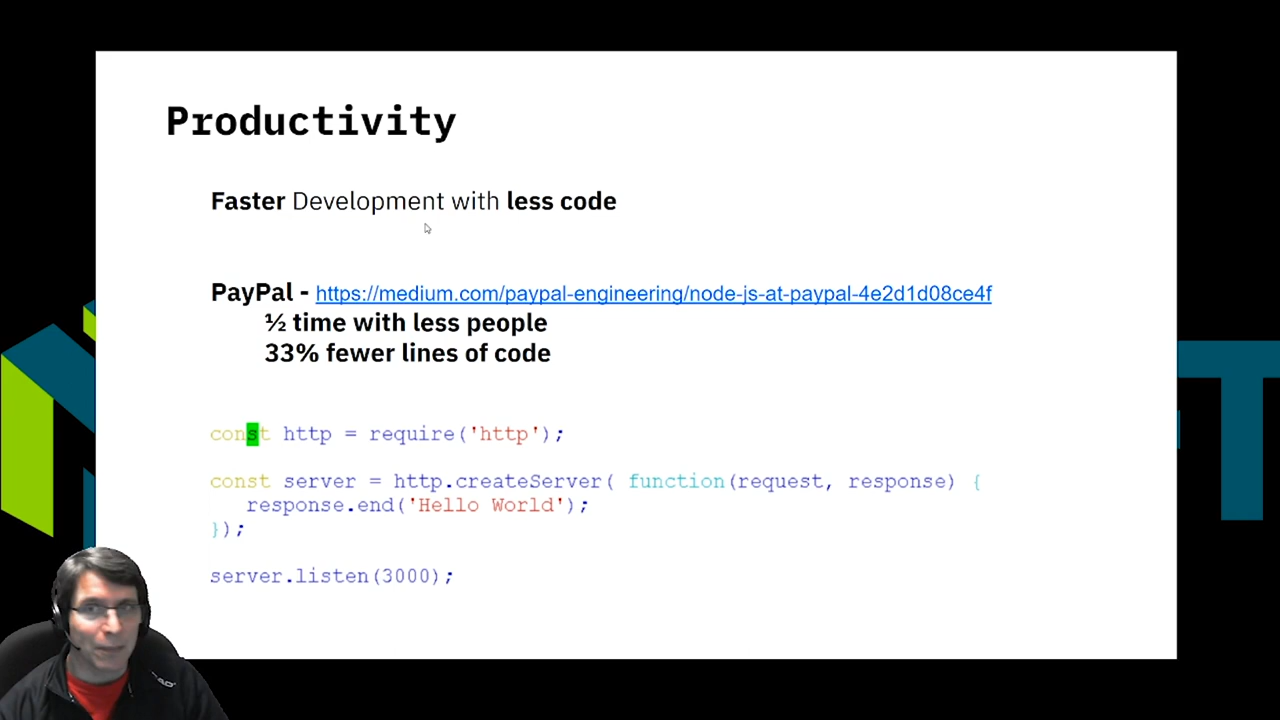 Productivity
Faster Development with less code
PayPal - https://medium.com/paypal-engineering/node-js-at-paypal-4e2d1d08ce4f
½ time with less people
33% fewer lines of code
const http = require('http');
const server = http.createServer( function(request, response) {
response.end('Hello World');
});
server.listen(3000);